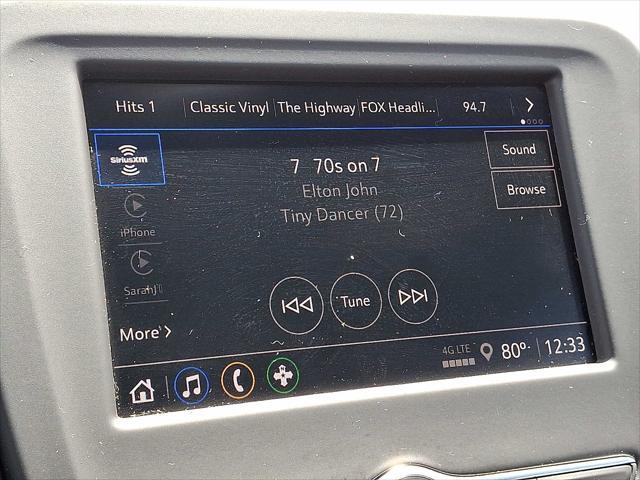 Hits 1 Classic Vinyl The Highway FOX Headli... 94.7
SiriusXM
7 70s on 7
Elton John
Tiny Dancer (72)
Sound
Browse
iPhone
SarahJ
Tune
More
4G LTE
80°
12:33